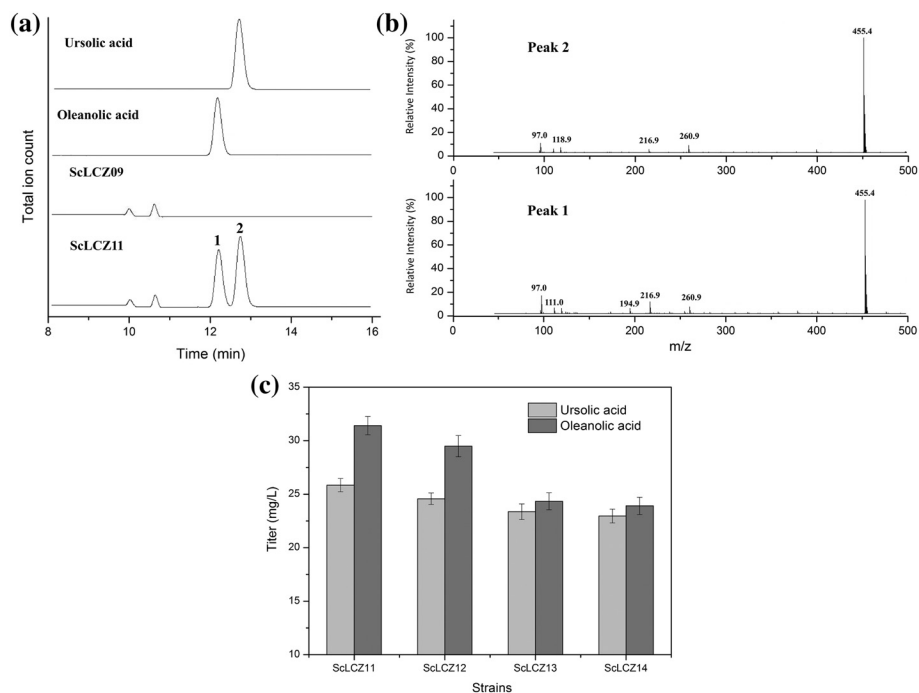 (a)
Ursolic acid
Oleanolic acid
ScLCZ09
ScLCZ11
1
2
Total ion count
8 10 12 14 16
Time (min)
(b)
Peak 2
455.4
97.0
118.9
216.9
260.9
Relative Intensity (%)
100
80
60
40
20
0
0 100 200 300 400 500
Peak 1
455.4
97.0
111.0
194.9
216.9
260.9
Relative Intensity (%)
100
80
60
40
20
0
0 100 200 300 400 500
m/z
(c)
Ursolic acid
Oleanolic acid
Titer (mg/L)
35
30
25
22
20
15
10
ScLCZ11 ScLCZ12 ScLCZ13 ScLCZ14
Strains